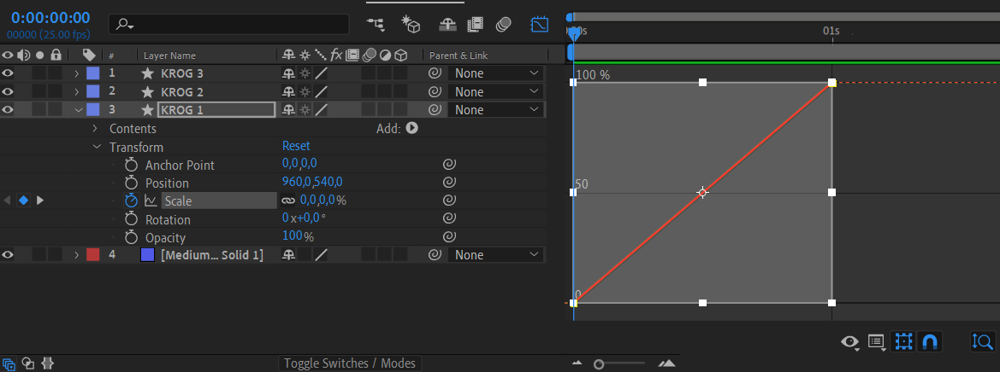 0:00:00:00
00000 (25.00 fps)
:00s
01s
# Layer Name fx Parent & Link
1 KROG 3 None
2 KROG 2 None
3 KROG 1 None
Contents Add:
Transform Reset
Anchor Point 0,0,0,0
Position 960,0,540,0
Scale 0,0,0,0 %
Rotation 0 x+0,0 °
Opacity 100 %
4 [Medium... Solid 1] None
100 %
50
0
Toggle Switches / Modes